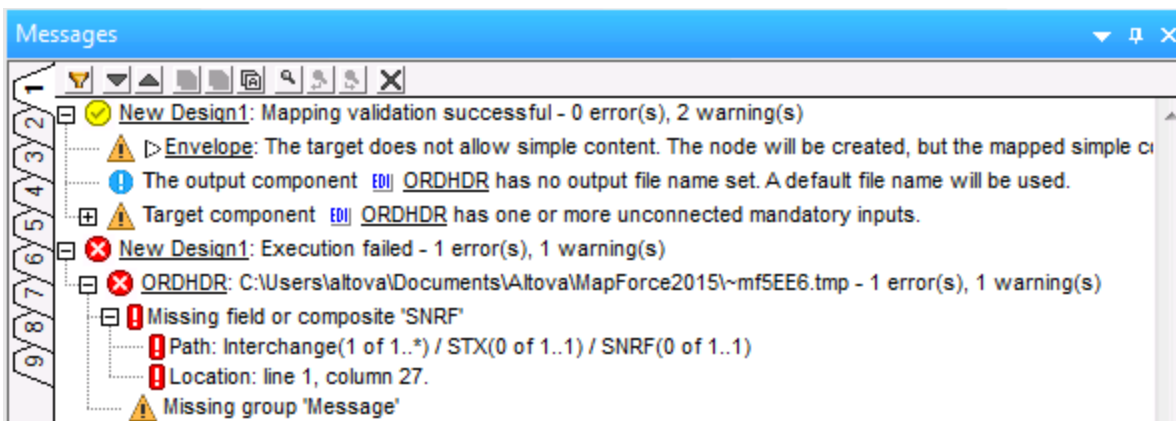 Messages
1
New Design1: Mapping validation successful - 0 error(s), 2 warning(s)
2
Envelope: The target does not allow simple content. The node will be created, but the mapped simple
3
The output component EDI ORDHDR has no output file name set. A default file name will be used.
4
Target component EDI ORDHDR has one or more unconnected mandatory inputs.
5
New Design1: Execution failed - 1 error(s), 1 warning(s)
6
ORDHDR: C:\Users\altova\Documents\Altova\MapForce2015\~mf5EE6.tmp - 1 error(s), 1 warning(s)
7
Missing field or composite 'SNRF'
8
Path: Interchange(1 of 1..*) / STX(0 of 1..1) / SNRF(0 of 1..1)
9
Location: line 1, column 27.
Missing group 'Message'